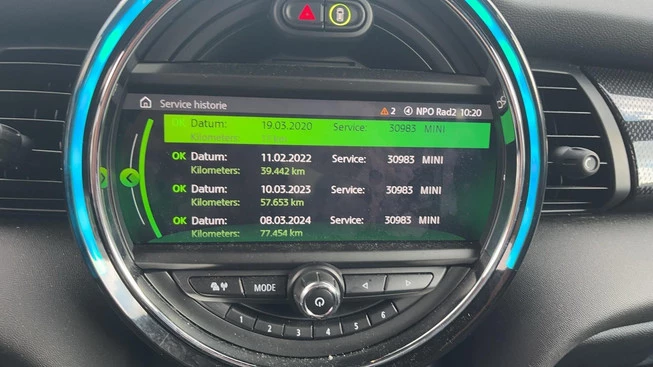 Service historie
2 NPO Rad2 10:20
OK Datum: 19.03.2020 Service: 30983 MINI
Kilometers:
OK Datum: 11.02.2022 Service: 30983 MINI
Kilometers: 39.442 km
OK Datum: 10.03.2023 Service: 30983 MINI
Kilometers: 57.653 km
OK Datum: 08.03.2024 Service: 30983 MINI
Kilometers: 77.454 km
MODE
1 2 3 4 5 6